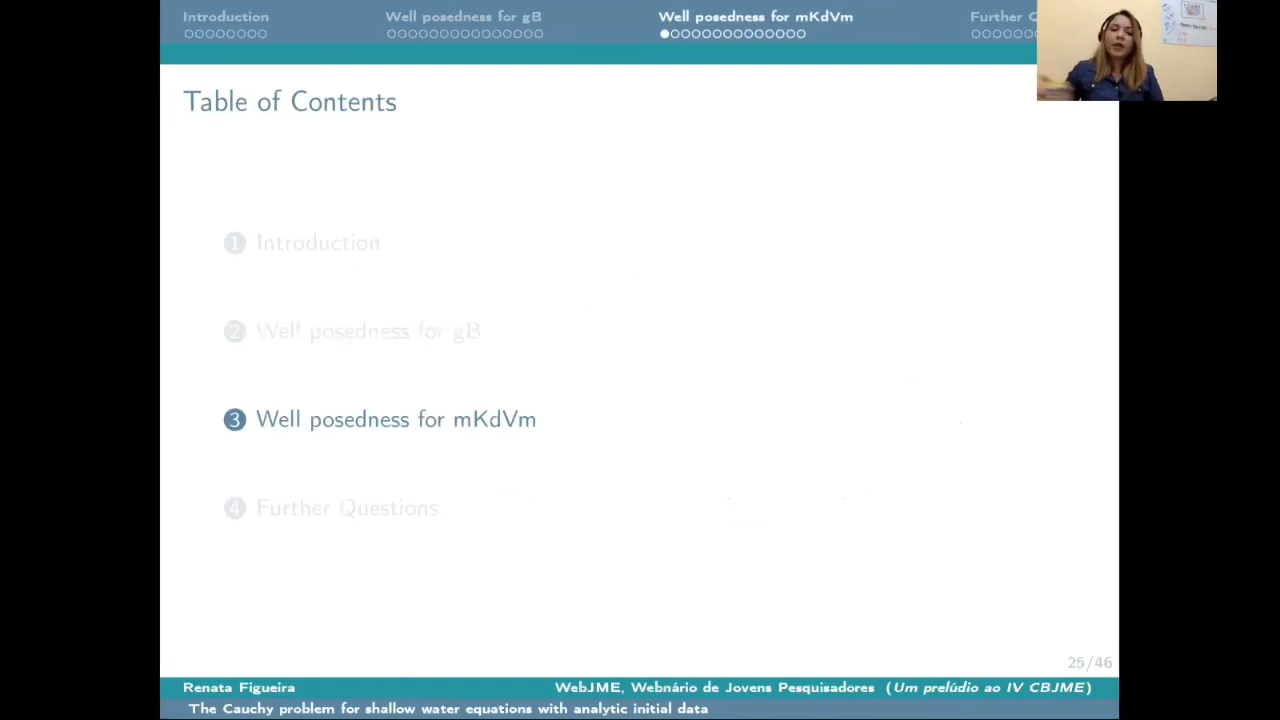 Introduction
Well posedness for gB
Well posedness for mKdVm
Further Q
Table of Contents
1 Introduction
2 Well posedness for gB
3 Well posedness for mKdVm
4 Further Questions
25/46
Renata Figueira
WebJME, Webnário de Jovens Pesquisadores (Um prelúdio ao IV CBJME)
The Cauchy problem for shallow water equations with analytic initial data